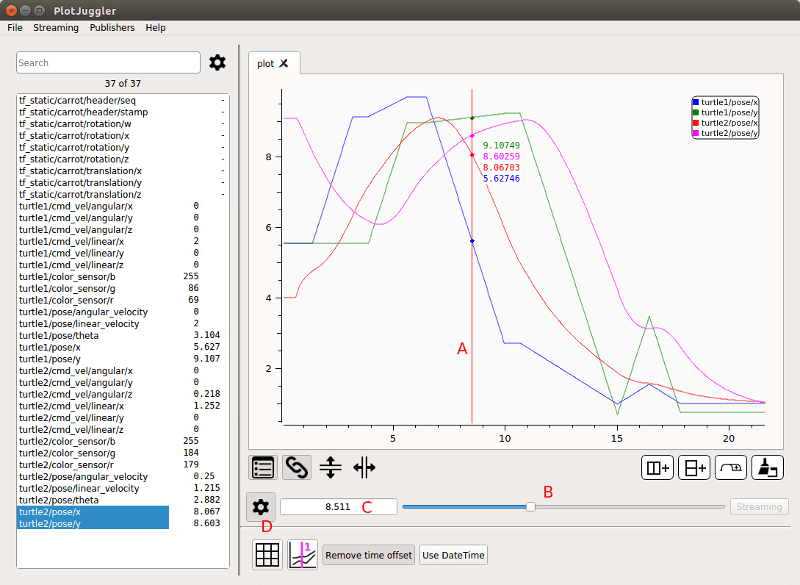 PlotJuggler
File Streaming Publishers Help
Search
37 of 37
tf_static/carrot/header/seq -
tf_static/carrot/header/stamp -
tf_static/carrot/rotation/w -
tf_static/carrot/rotation/x -
tf_static/carrot/rotation/y -
tf_static/carrot/rotation/z -
tf_static/carrot/translation/x -
tf_static/carrot/translation/y -
tf_static/carrot/translation/z -
turtle1/cmd_vel/angular/x 0
turtle1/cmd_vel/angular/y 0
turtle1/cmd_vel/angular/z 0
turtle1/cmd_vel/linear/x 2
turtle1/cmd_vel/linear/y 0
turtle1/cmd_vel/linear/z 0
turtle1/color_sensor/b 255
turtle1/color_sensor/g 86
turtle1/color_sensor/r 69
turtle1/pose/angular_velocity 0
turtle1/pose/linear_velocity 2
turtle1/pose/theta 3.104
turtle1/pose/x 5.627
turtle1/pose/y 9.107
turtle2/cmd_vel/angular/x 0
turtle2/cmd_vel/angular/y 0
turtle2/cmd_vel/angular/z 0.218
turtle2/cmd_vel/linear/x 1.252
turtle2/cmd_vel/linear/y 0
turtle2/cmd_vel/linear/z 0
turtle2/color_sensor/b 255
turtle2/color_sensor/g 184
turtle2/color_sensor/r 179
turtle2/pose/angular_velocity 0.25
turtle2/pose/linear_velocity 1.215
turtle2/pose/theta 2.882
turtle2/pose/x 8.067
turtle2/pose/y 8.603
plot
turtle1/pose/x
turtle1/pose/y
turtle2/pose/x
turtle2/pose/y
9.10749
8.60259
8.06703
5.62746
8
6
4
2
A
5 10 15 20
B
8.511 C
Streaming
D
1
Remove time offset
Use DateTime